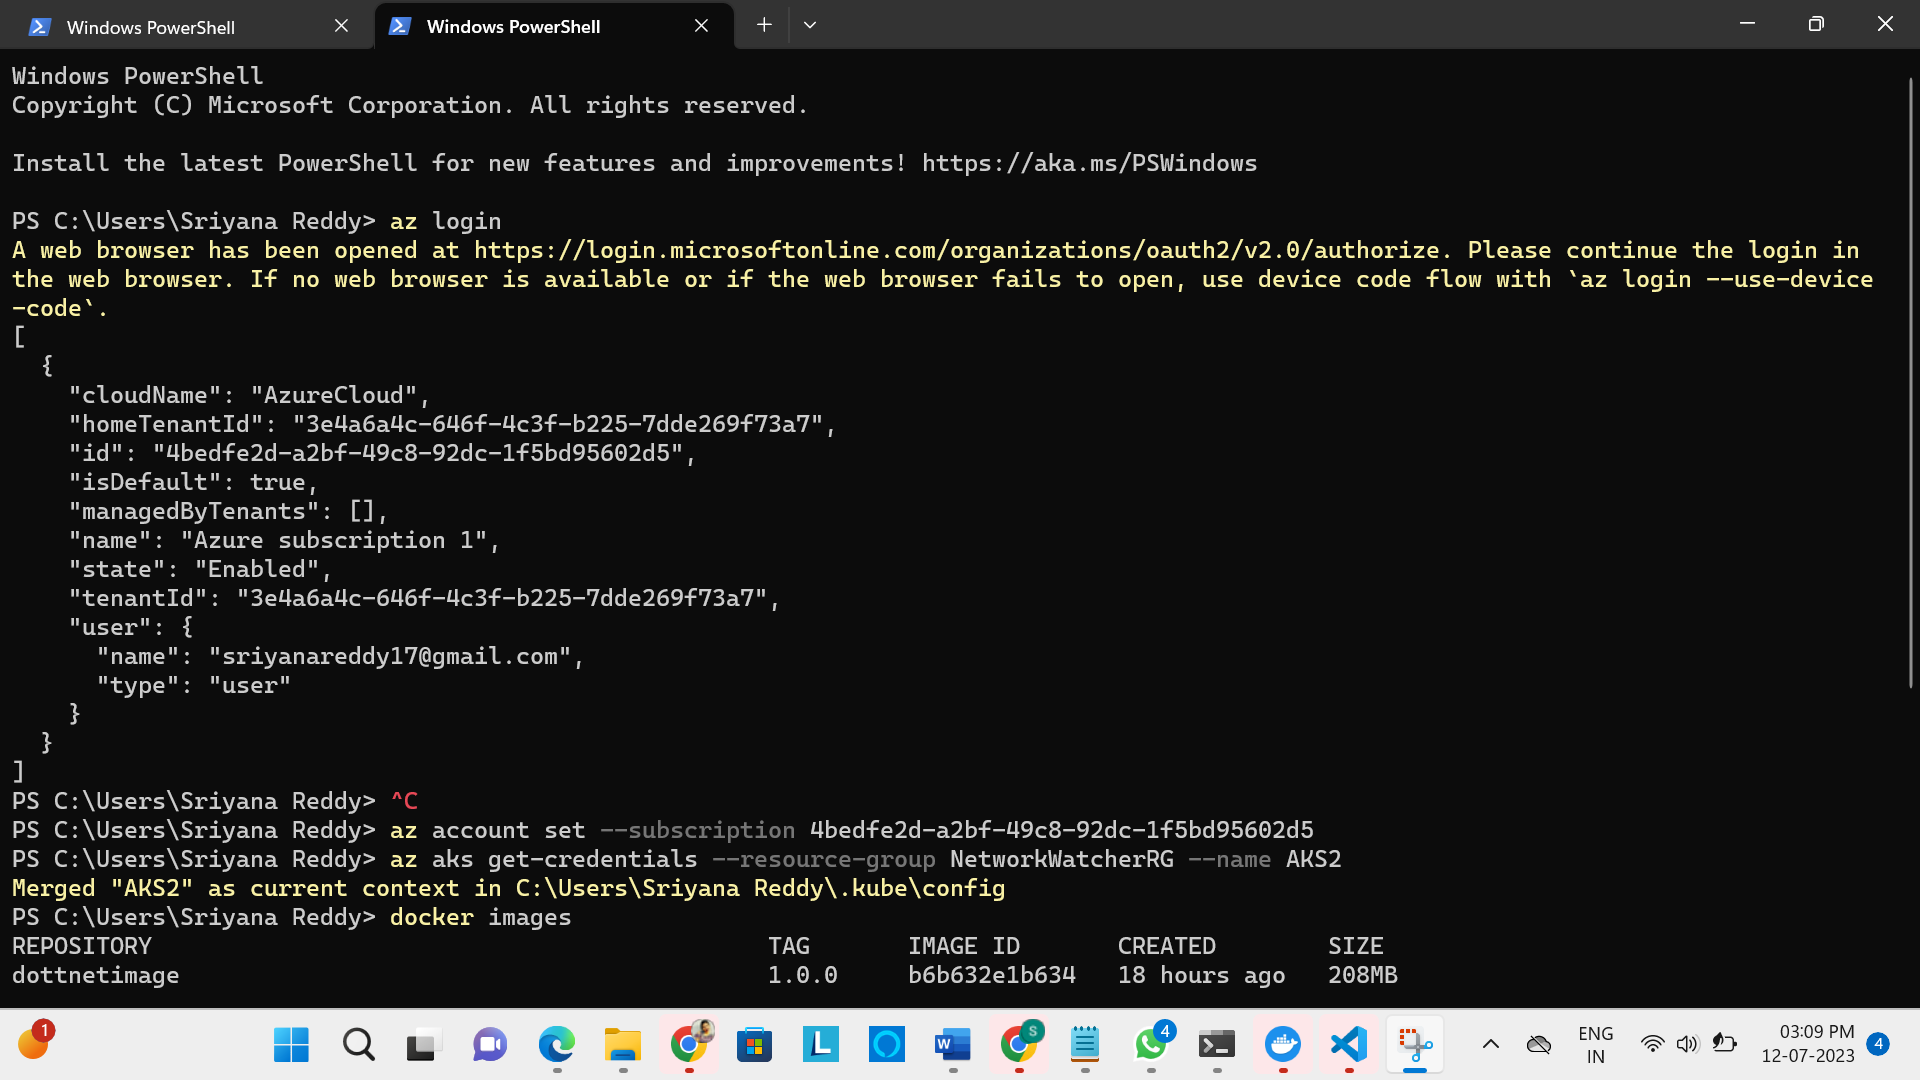 Windows PowerShell
Windows PowerShell
Windows PowerShell
Copyright (C) Microsoft Corporation. All rights reserved.
Install the latest PowerShell for new features and improvements! https://aka.ms/PSWindows
PS C:\Users\Sriyana Reddy> az login
A web browser has been opened at https://login.microsoftonline.com/organizations/oauth2/v2.0/authorize. Please continue the login in
the web browser. If no web browser is available or if the web browser fails to open, use device code flow with `az login --use-device
-code`.
[
  {
    "cloudName": "AzureCloud",
    "homeTenantId": "3e4a6a4c-646f-4c3f-b225-7dde269f73a7",
    "id": "4bedfe2d-a2bf-49c8-92dc-1f5bd95602d5",
    "isDefault": true,
    "managedByTenants": [],
    "name": "Azure subscription 1",
    "state": "Enabled",
    "tenantId": "3e4a6a4c-646f-4c3f-b225-7dde269f73a7",
    "user": {
      "name": "sriyanareddy17@gmail.com",
      "type": "user"
    }
  }
]
PS C:\Users\Sriyana Reddy> ^C
PS C:\Users\Sriyana Reddy> az account set --subscription 4bedfe2d-a2bf-49c8-92dc-1f5bd95602d5
PS C:\Users\Sriyana Reddy> az aks get-credentials --resource-group NetworkWatcherRG --name AKS2
Merged "AKS2" as current context in C:\Users\Sriyana Reddy\.kube\config
PS C:\Users\Sriyana Reddy> docker images
REPOSITORY TAG IMAGE ID CREATED SIZE
dottnetimage 1.0.0 b6b632e1b634 18 hours ago 208MB
1
L
W
S
4
ENG
IN
03:09 PM
12-07-2023
4